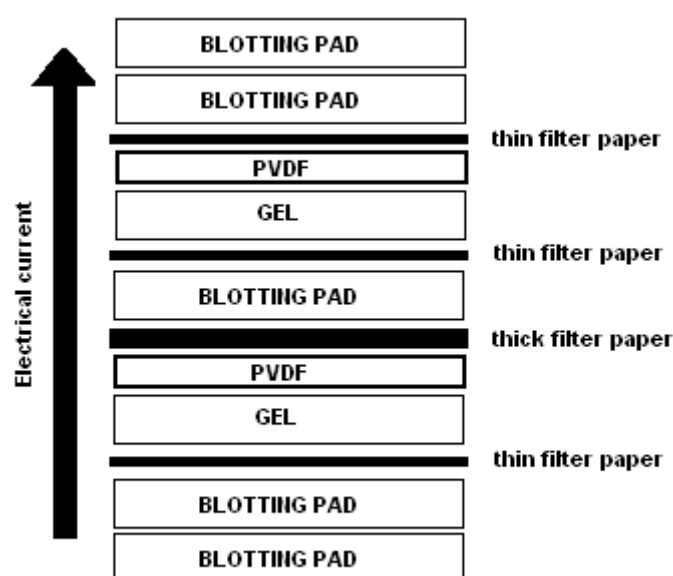 BLOTTING PAD
BLOTTING PAD
thin filter paper
PVDF
GEL
thin filter paper
BLOTTING PAD
thick filter paper
PVDF
GEL
thin filter paper
BLOTTING PAD
BLOTTING PAD
Electrical current